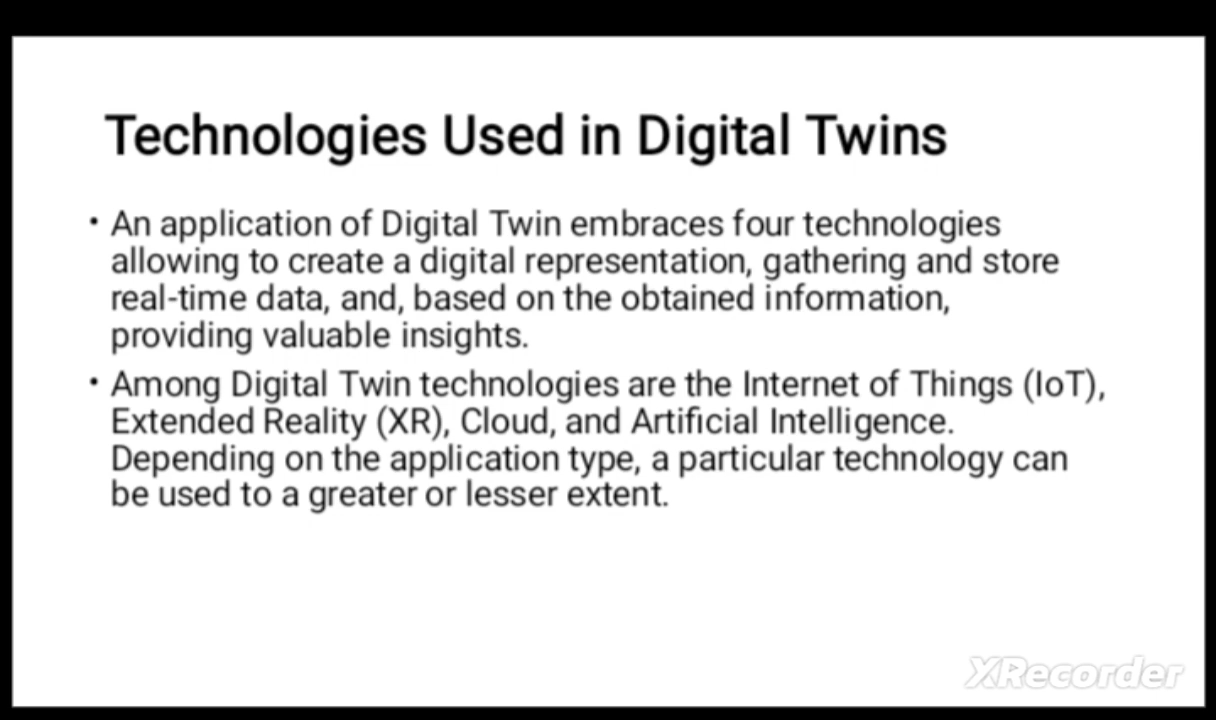 Technologies Used in Digital Twins
• An application of Digital Twin embraces four technologies
allowing to create a digital representation, gathering and store
real-time data, and, based on the obtained information,
providing valuable insights.
• Among Digital Twin technologies are the Internet of Things (IoT),
Extended Reality (XR), Cloud, and Artificial Intelligence.
Depending on the application type, a particular technology can
be used to a greater or lesser extent.
XRecorder